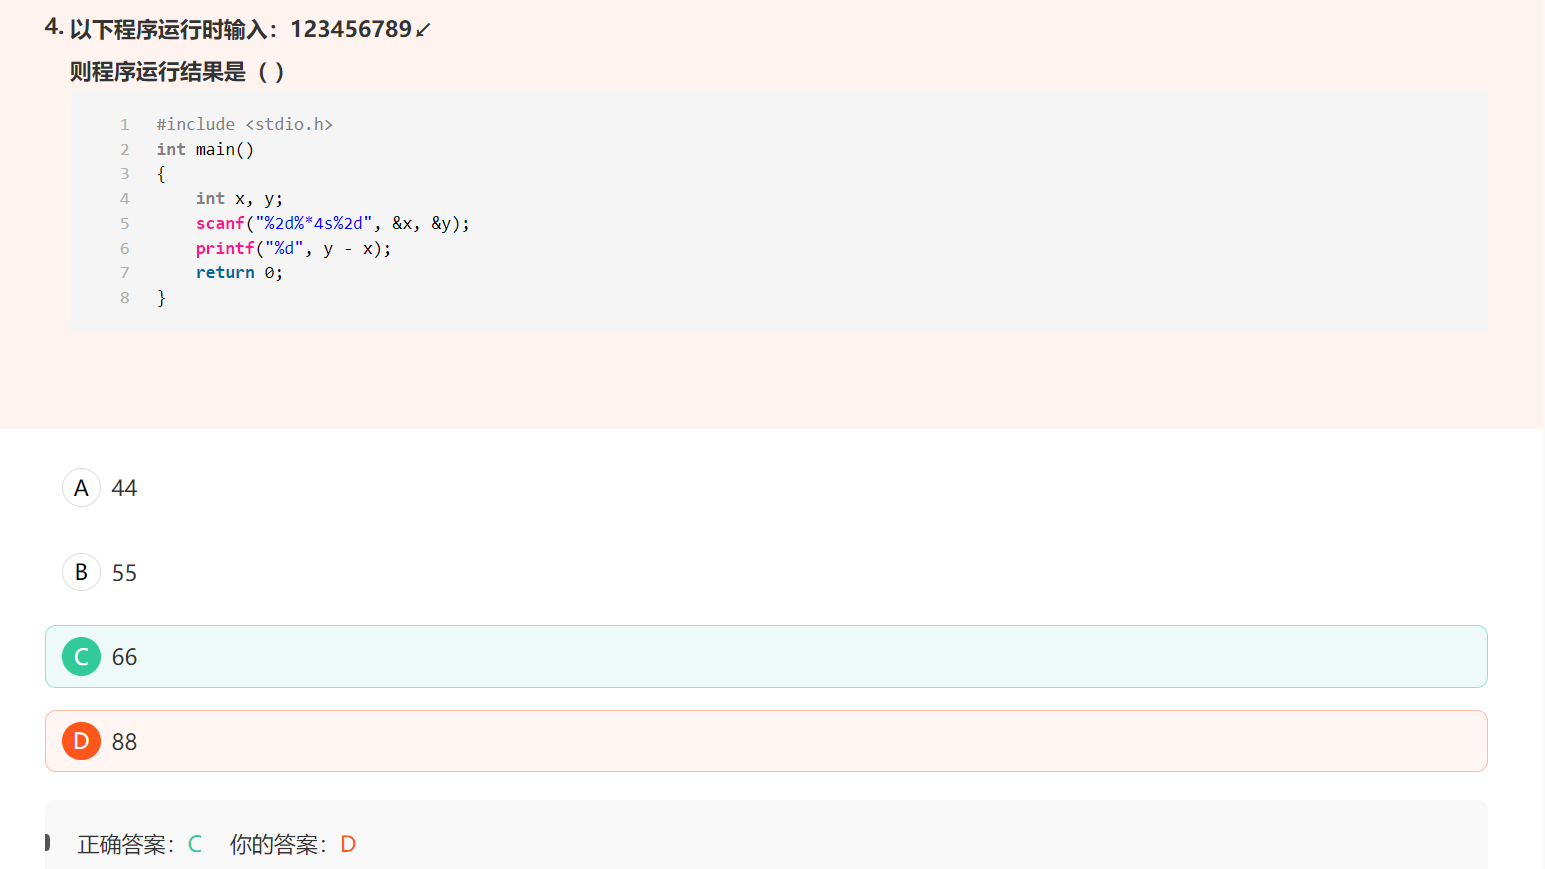 4. 以下程序运行时输入：123456789↙
则程序运行结果是（ ）
1 #include <stdio.h>
2 int main()
3 {
4     int x, y;
5     scanf("%2d%*4s%2d", &x, &y);
6     printf("%d", y - x);
7     return 0;
8 }
A 44
B 55
C 66
D 88
正确答案：C 你的答案：D